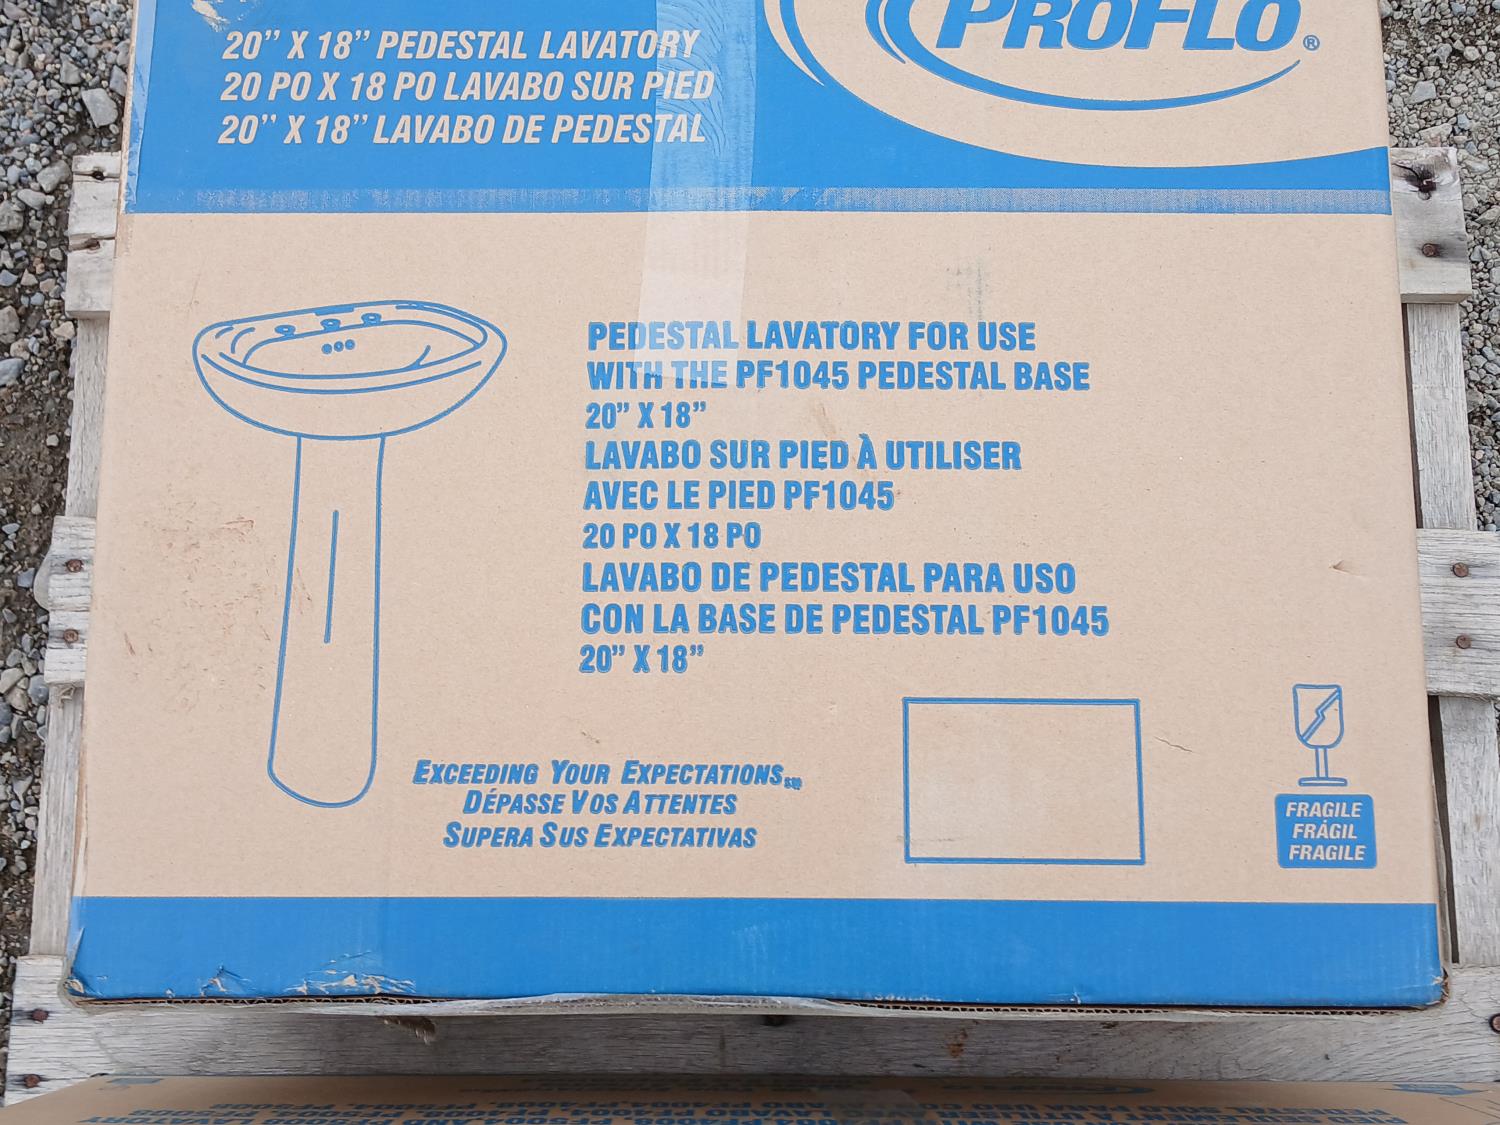 20" X 18" PEDESTAL LAVATORY
20 PO X 18 PO LAVABO SUR PIED
20" X 18" LAVABO DE PEDESTAL
PROFLO®
PEDESTAL LAVATORY FOR USE
WITH THE PF1045 PEDESTAL BASE
20" X 18"
LAVABO SUR PIED À UTILISER
AVEC LE PIED PF1045
20 PO X 18 PO
LAVABO DE PEDESTAL PARA USO
CON LA BASE DE PEDESTAL PF1045
20" X 18"
EXCEEDING YOUR EXPECTATIONS SM
DÉPASSE VOS ATTENTES
SUPERA SUS EXPECTATIVAS
FRAGILE
FRÁGIL
FRAGILE